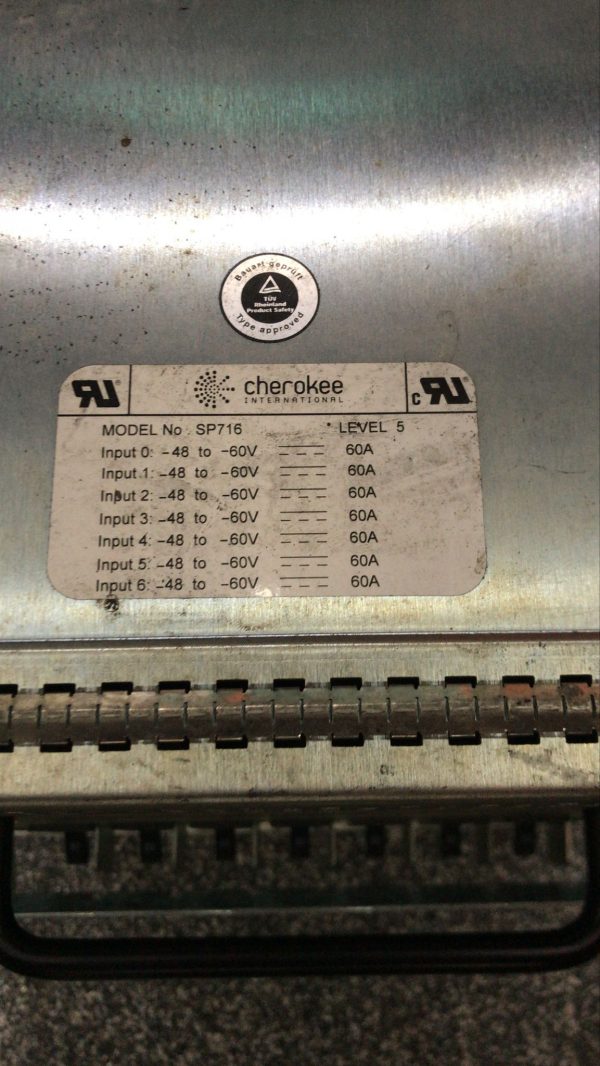 Bauart geprüft
TÜV
Rheinland
Product Safety
Type approved
RU®
cherokee
INTERNATIONAL
cRU®
MODEL No SP716 LEVEL 5
Input 0: -48 to -60V 60A
Input 1: -48 to -60V 60A
Input 2: -48 to -60V 60A
Input 3: -48 to -60V 60A
Input 4: -48 to -60V 60A
Input 5: -48 to -60V 60A
Input 6: -48 to -60V 60A